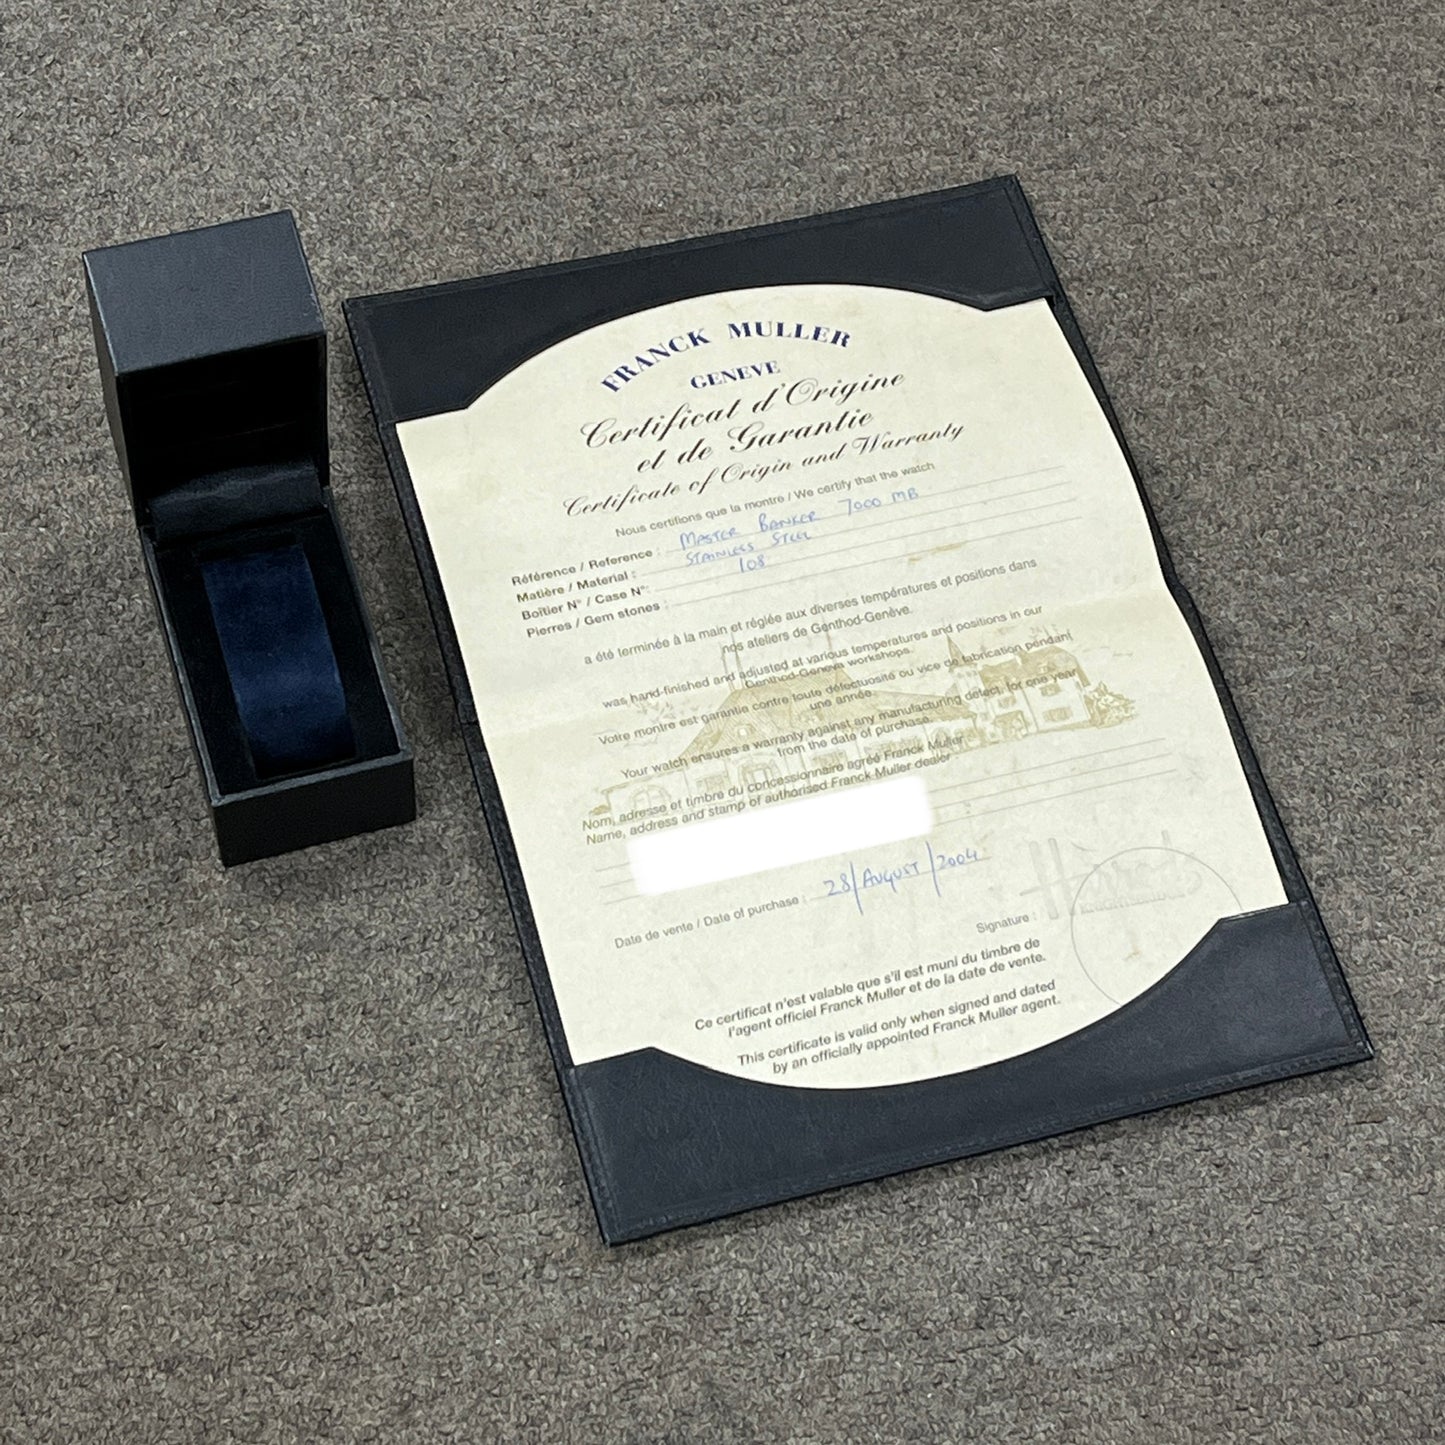 FRANCK MULLER
GENEVE
Certificat d'Origine
et de Garantie
Certificate of Origin and Warranty
Nous certifions que la montre / We certify that the watch
Référence / Reference : MASTER BANKER 7000 MB
Matière / Material : STAINLESS STEEL
Boîtier N° / Case N°: 108
Pierres / Gem stones :
a été terminée à la main et réglée aux diverses températures et positions dans
nos ateliers de Genthod-Genève.
was hand-finished and adjusted at various temperatures and positions in our
Genthod-Geneva workshops.
Votre montre est garantie contre toute défectuosité ou vice de fabrication pendant
une année.
Your watch ensures a warranty against any manufacturing defect, for one year
from the date of purchase.
Nom, adresse et timbre du concessionnaire agréé Franck Muller
Name, address and stamp of authorised Franck Muller dealer :
Date de vente / Date of purchase : 28/AUGUST/2004
Signature :
Ce certificat n'est valable que s'il est muni du timbre de
l'agent officiel Franck Muller et de la date de vente.
This certificate is valid only when signed and dated
by an officially appointed Franck Muller agent.